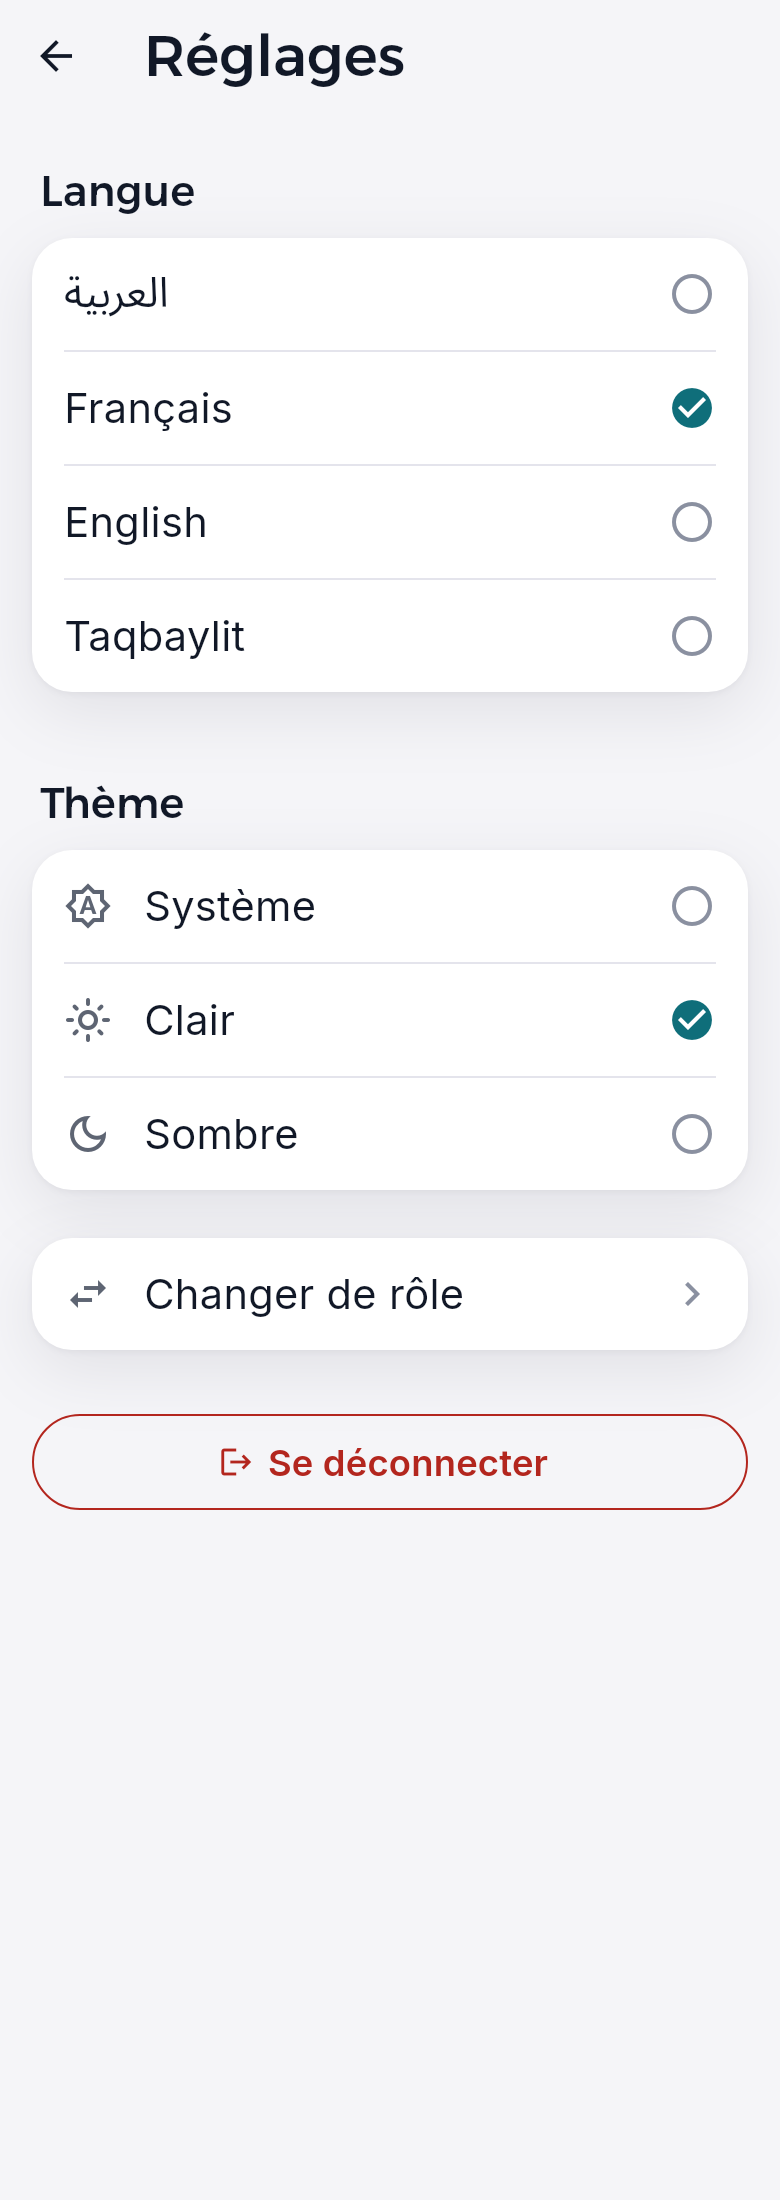 Réglages
Langue
العربية
Français
English
Taqbaylit
Thème
Système
Clair
Sombre
Changer de rôle
Se déconnecter